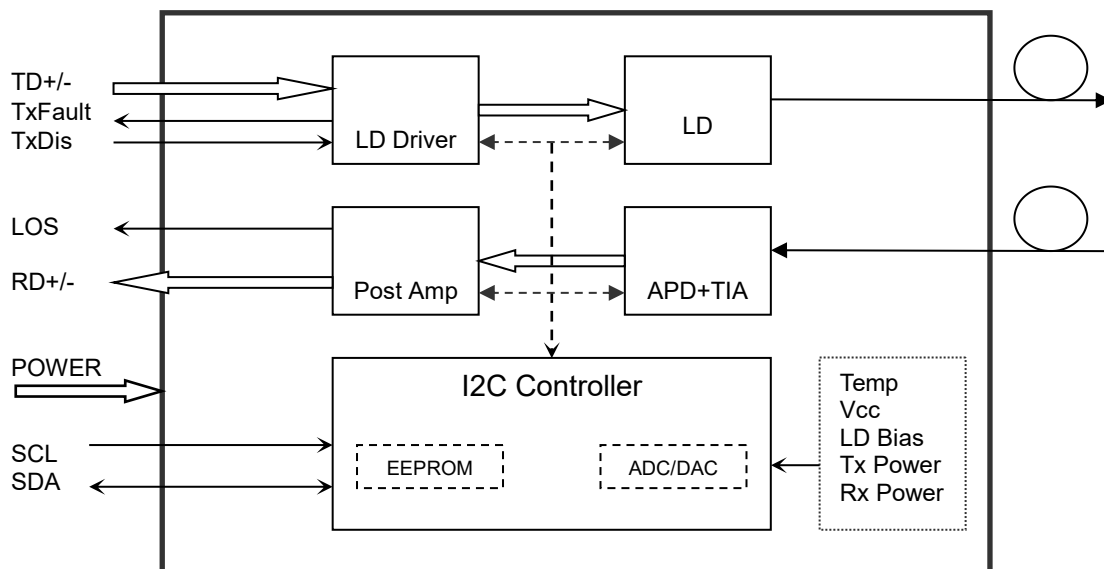 TD+/-
TxFault
TxDis
LD Driver
LD
LOS
RD+/-
Post Amp
APD+TIA
POWER
I2C Controller
SCL
SDA
EEPROM
ADC/DAC
Temp
Vcc
LD Bias
Tx Power
Rx Power